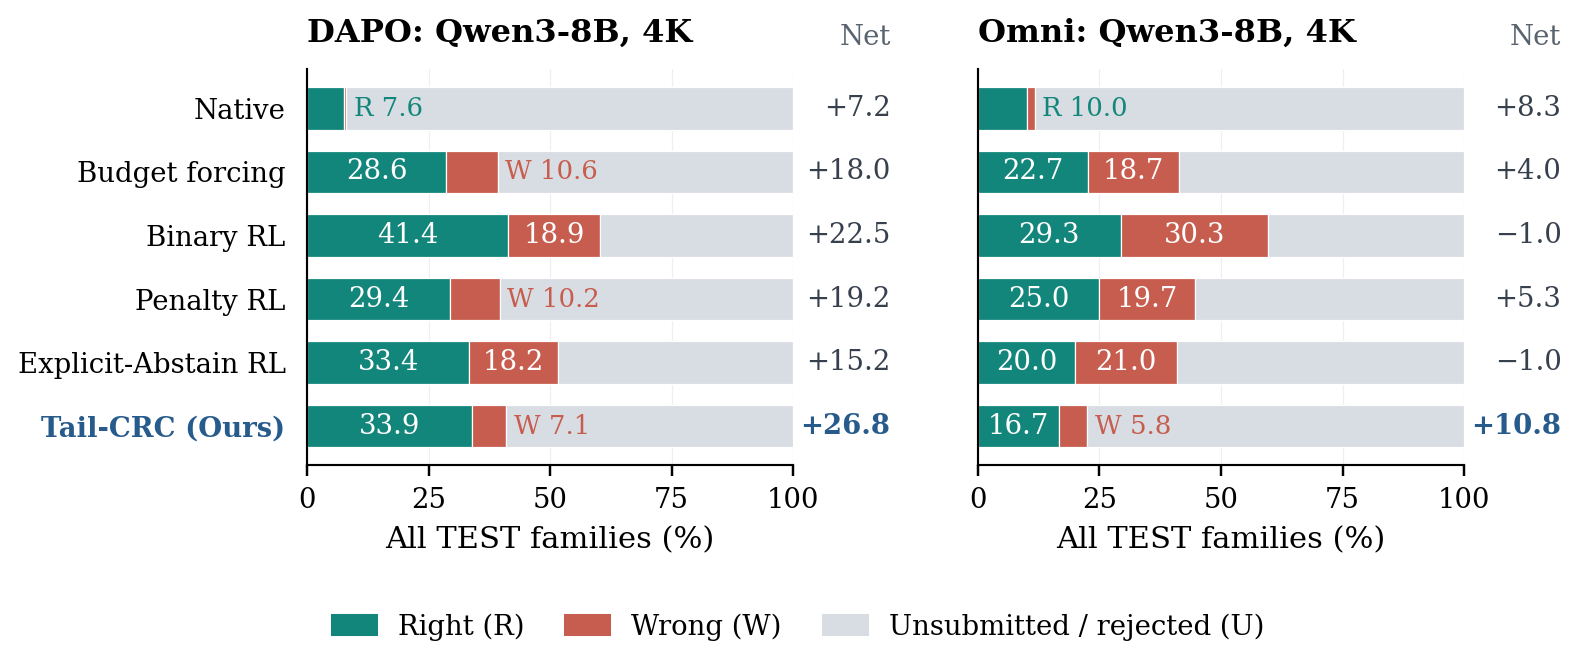 DAPO: Qwen3-8B, 4K Net
Native R 7.6 +7.2
Budget forcing 28.6 W 10.6 +18.0
Binary RL 41.4 18.9 +22.5
Penalty RL 29.4 W 10.2 +19.2
Explicit-Abstain RL 33.4 18.2 +15.2
Tail-CRC (Ours) 33.9 W 7.1 +26.8
0 25 50 75 100
All TEST families (%)
Omni: Qwen3-8B, 4K Net
R 10.0 +8.3
22.7 18.7 +4.0
29.3 30.3 −1.0
25.0 19.7 +5.3
20.0 21.0 −1.0
16.7 W 5.8 +10.8
0 25 50 75 100
All TEST families (%)
Right (R) Wrong (W) Unsubmitted / rejected (U)